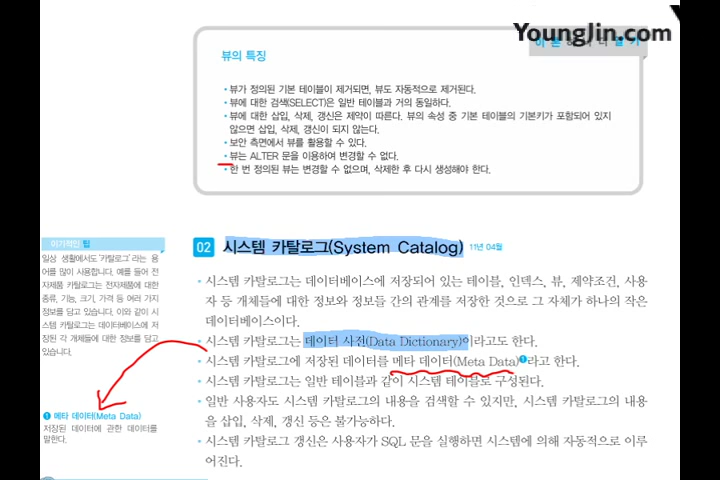 YoungJin.com
뷰의 특징
• 뷰가 정의된 기본 테이블이 제거되면, 뷰도 자동적으로 제거된다.
• 뷰에 대한 검색(SELECT)은 일반 테이블과 거의 동일하다.
• 뷰에 대한 삽입, 삭제, 갱신은 제약이 따른다. 뷰의 속성 중 기본 테이블의 기본키가 포함되어 있지
않으면 삽입, 삭제, 갱신이 되지 않는다.
• 보안 측면에서 뷰를 활용할 수 있다.
• 뷰는 ALTER 문을 이용하여 변경할 수 없다.
• 한 번 정의된 뷰는 변경할 수 없으며, 삭제한 후 다시 생성해야 한다.
02 시스템 카탈로그(System Catalog) 11년 04월
• 시스템 카탈로그는 데이터베이스에 저장되어 있는 테이블, 인덱스, 뷰, 제약조건, 사용
자 등 개체들에 대한 정보와 정보들 간의 관계를 저장한 것으로 그 자체가 하나의 작은
데이터베이스이다.
• 시스템 카탈로그는 데이터 사전(Data Dictionary)이라고도 한다.
• 시스템 카탈로그에 저장된 데이터를 메타 데이터(Meta Data)❶라고 한다.
• 시스템 카탈로그는 일반 테이블과 같이 시스템 테이블로 구성된다.
• 일반 사용자도 시스템 카탈로그의 내용을 검색할 수 있지만, 시스템 카탈로그의 내용
을 삽입, 삭제, 갱신 등은 불가능하다.
• 시스템 카탈로그 갱신은 사용자가 SQL 문을 실행하면 시스템에 의해 자동적으로 이루
어진다.
이기적인 팁
일상 생활에서도 '카탈로그'라는 용
어를 많이 사용합니다. 예를 들어 전
자제품 카탈로그는 전자제품에 대한
종류, 기능, 크기, 가격 등 여러 가지
정보를 담고 있습니다. 이와 같이 시
스템 카탈로그는 데이터베이스에 저
장된 각 개체들에 대한 정보를 담고
있습니다.
❶ 메타 데이터(Meta Data)
저장된 데이터에 관한 데이터를
말한다.